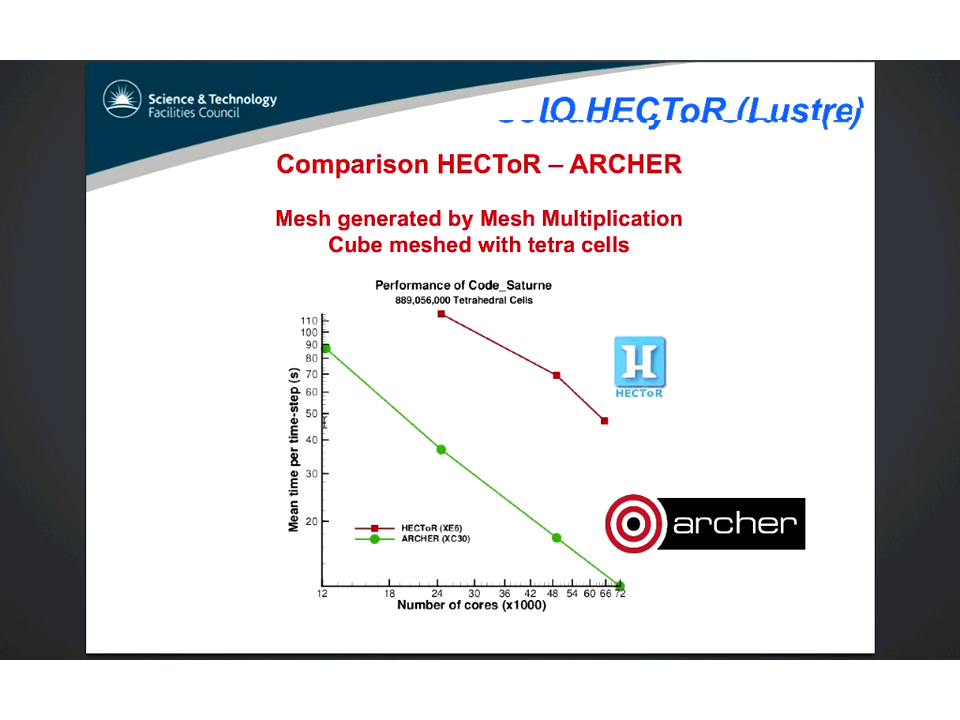 Science & Technology
Facilities Council
IO HECToR (Lustre)
Comparison HECToR – ARCHER
Mesh generated by Mesh Multiplication
Cube meshed with tetra cells
Performance of Code_Saturne
889,056,000 Tetrahedral Cells
110
100
90
80
70
60
50
40
30
20
Mean time per time-step (s)
HECToR (XE6)
ARCHER (XC30)
12 18 24 30 36 42 48 54 60 66 72
Number of cores (x1000)
H
HECToR
archer